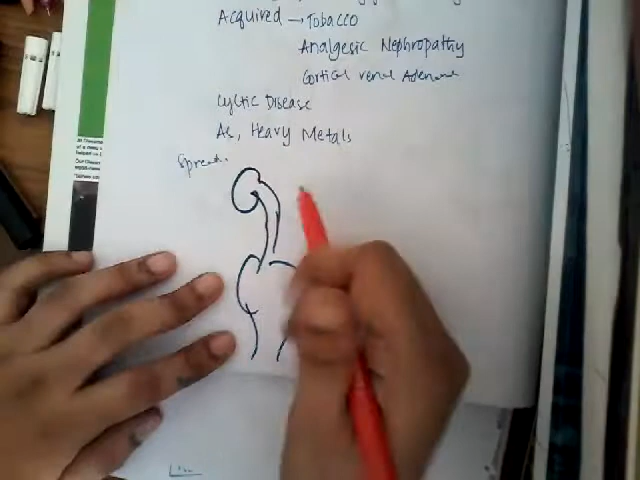 Acquired → Tobacco
Analgesic Nephropathy
Cortical renal Adenoma
Cystic Disease
As, Heavy Metals
Spread.